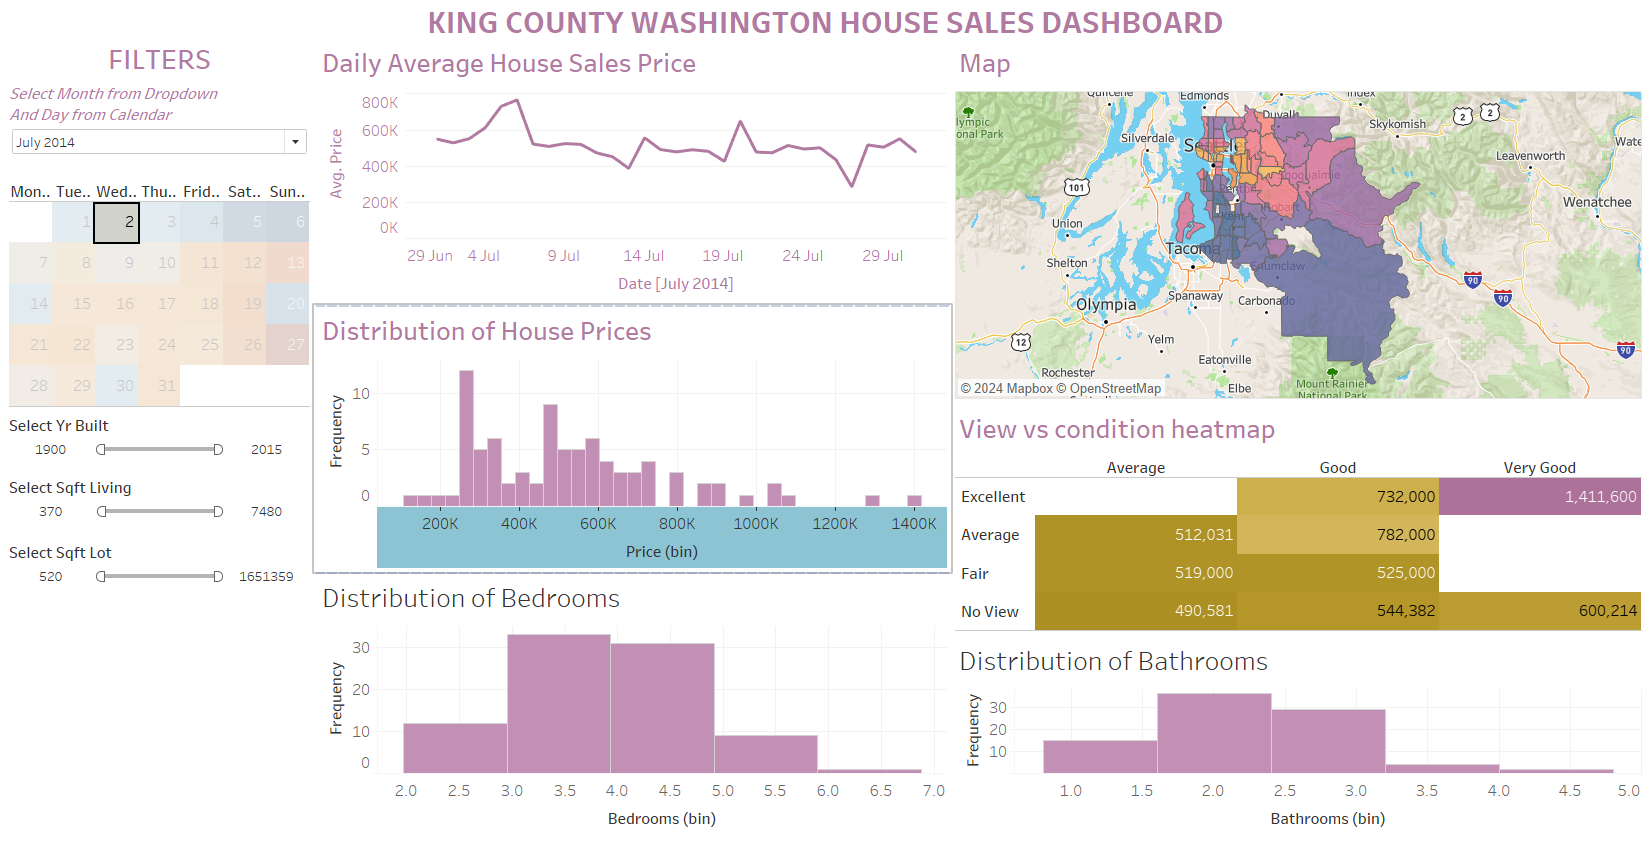 KING COUNTY WASHINGTON HOUSE SALES DASHBOARD
FILTERS
Select Month from Dropdown
And Day from Calendar
July 2014
Mon.. Tue.. Wed.. Thu.. Frid.. Sat.. Sun..
1 2 3 4 5 6
7 8 9 10 11 12 13
14 15 16 17 18 19 20
21 22 23 24 25 26 27
28 29 30 31
Select Yr Built
1900 2015
Select Sqft Living
370 7480
Select Sqft Lot
520 1651359
Daily Average House Sales Price
Avg. Price
800K
600K
400K
200K
0K
29 Jun 4 Jul 9 Jul 14 Jul 19 Jul 24 Jul 29 Jul
Date [July 2014]
Distribution of House Prices
Frequency
10
5
0
200K 400K 600K 800K 1000K 1200K 1400K
Price (bin)
Distribution of Bedrooms
Frequency
30
20
10
0
2.0 2.5 3.0 3.5 4.0 4.5 5.0 5.5 6.0 6.5 7.0
Bedrooms (bin)
Map
Edmonds
Duvall
Skykomish
2 2
onal Park
Silverdale
Leavenworth
101
Wenatchee
Union
Tacoma
Shelton
Enumclaw
90
90
Spanaway
Carbonado
Olympia
12
Yelm
90
Eatonville
Rochester
Elbe
Mount Rainier
National Park
© 2024 Mapbox © OpenStreetMap
View vs condition heatmap
Average Good Very Good
Excellent 732,000 1,411,600
Average 512,031 782,000
Fair 519,000 525,000
No View 490,581 544,382 600,214
Distribution of Bathrooms
Frequency
30
20
10
1.0 1.5 2.0 2.5 3.0 3.5 4.0 4.5 5.0
Bathrooms (bin)